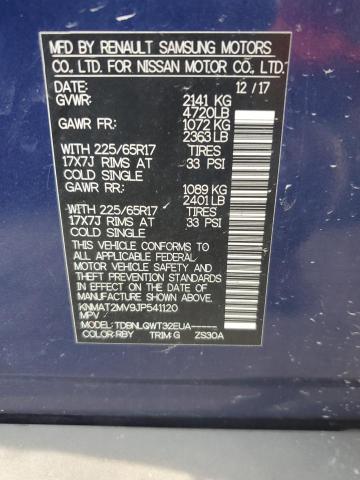 MFD BY RENAULT SAMSUNG MOTORS
CO., LTD. FOR NISSAN MOTOR CO., LTD.
DATE: 12 / 17
GVWR: 2141 KG
4720LB
GAWR FR: 1072 KG
2363 LB
WITH 225/65R17 TIRES
17X7J RIMS AT 33 PSI
COLD SINGLE
GAWR RR: 1089 KG
2401 LB
WITH 225/65R17 TIRES
17X7J RIMS AT 33 PSI
COLD SINGLE
THIS VEHICLE CONFORMS TO
ALL APPLICABLE FEDERAL
MOTOR VEHICLE SAFETY AND
THEFT PREVENTION STANDARDS
IN EFFECT ON THE DATE OF
MANUFACTURE SHOWN ABOVE.
KNMAT2MV9JP541120
MPV
MODEL: TDBNLQWT32EUA-----
COLOR: RBY TRIM: G ZS30A